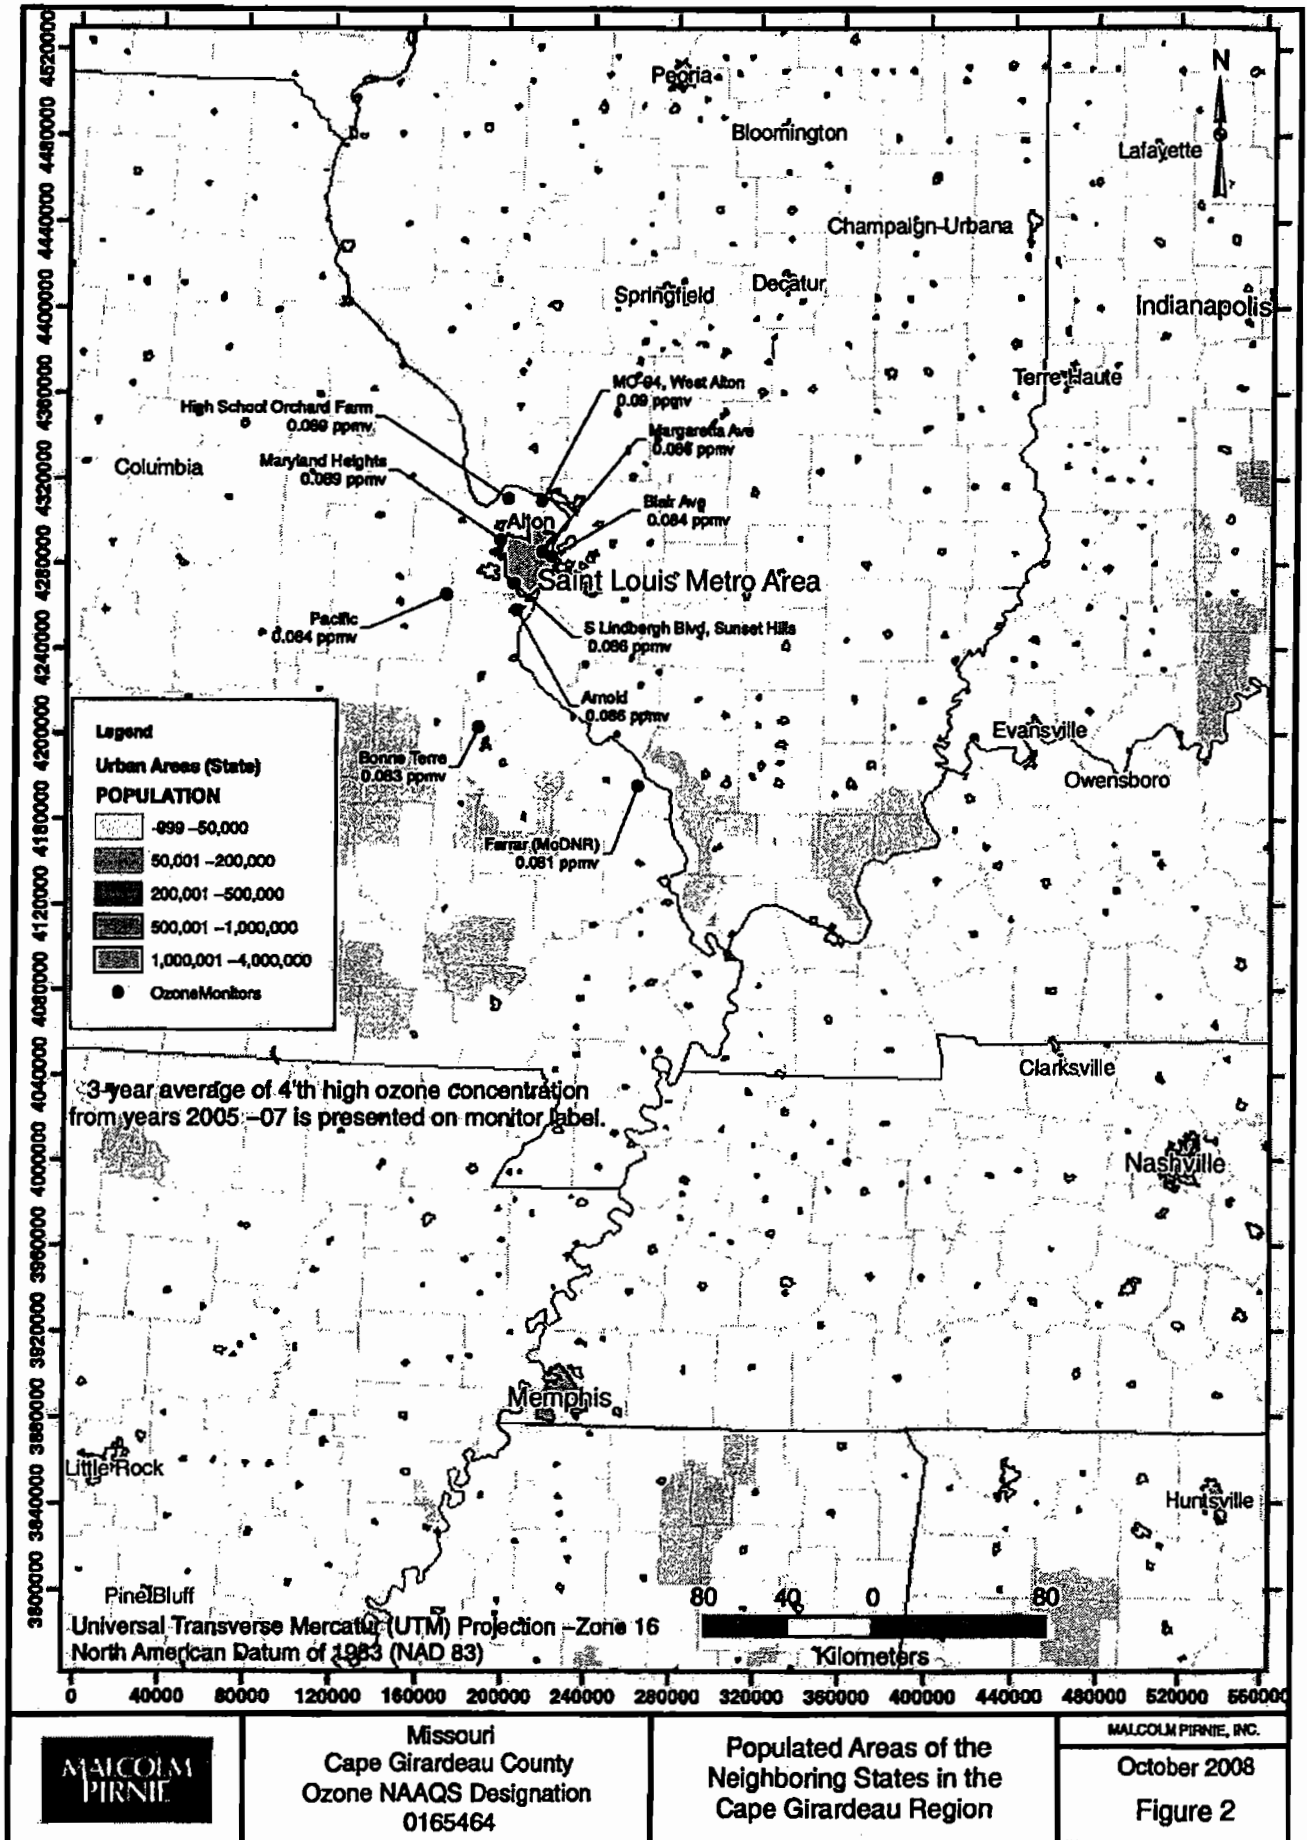 Peoria
N
Bloomington
Lafayette
Champaign-Urbana
Springfield
Decatur
Indianapolis
Terre Haute
MO-94, West Alton
0.09 ppmv
High School Orchard Farm
0.089 ppmv
Margaretta Ave
0.086 ppmv
Columbia
Maryland Heights
0.089 ppmv
Blair Avg
0.084 ppmv
Alton
Saint Louis Metro Area
Pacific
0.084 ppmv
S Lindbergh Blvd, Sunset Hills
0.086 ppmv
Arnold
0.086 ppmv
Evansville
Bonne Terre
0.083 ppmv
Owensboro
Farrar (MoDNR)
0.081 ppmv
Legend
Urban Areas (State)
POPULATION
-999 –50,000
50,001 –200,000
200,001 –500,000
500,001 –1,000,000
1,000,001 –4,000,000
OzoneMonitors
Clarksville
3-year average of 4'th high ozone concentration
from years 2005 –07 is presented on monitor label.
Nashville
Memphis
Little Rock
Huntsville
Pine Bluff
80 40 0 80
Kilometers
Universal Transverse Mercatur (UTM) Projection –Zone 16
North American Datum of 1983 (NAD 83)
4520000
4480000
4440000
4400000
4360000
4320000
4280000
4240000
4200000
4160000
4120000
4080000
4040000
4000000
3960000
3920000
3880000
3840000
3800000
0 40000 80000 120000 160000 200000 240000 280000 320000 360000 400000 440000 480000 520000 560000
MALCOLM
PIRNIE
Missouri
Cape Girardeau County
Ozone NAAQS Designation
0165464
Populated Areas of the
Neighboring States in the
Cape Girardeau Region
MALCOLM PIRNIE, INC.
October 2008
Figure 2